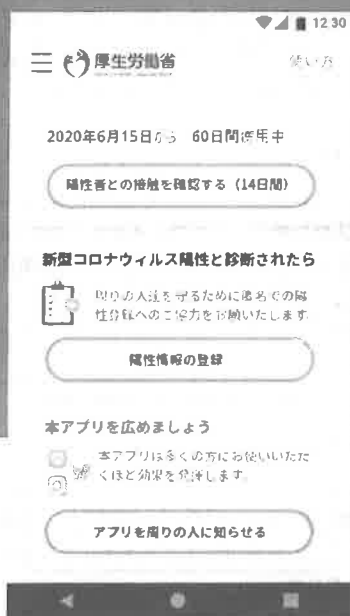 12:30
厚生労働省
使い方
2020年6月15日から 60日間使用中
陽性者との接触を確認する（14日間）
新型コロナウィルス陽性と診断されたら
周りの人達を守るために匿名での陽
性登録へのご協力をお願いいたします
陽性情報の登録
本アプリを広めましょう
本アプリは多くの方にお使いいただ
くほど効果を発揮します。
アプリを周りの人に知らせる